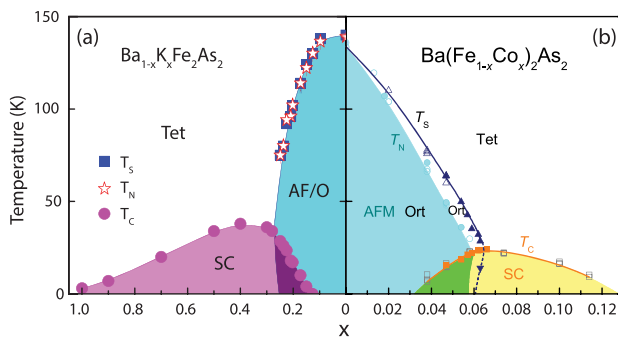 (a)
Ba1-xKxFe2As2
Tet
TS
TN
TC
AF/O
SC
(b)
Ba(Fe1-xCox)2As2
TS
Tet
TN
AFM
Ort
Ort
TC
SC
Temperature (K)
150
100
50
0
1.0
0.8
0.6
0.4
0.2
0
0.02
0.04
0.06
0.08
0.10
0.12
x